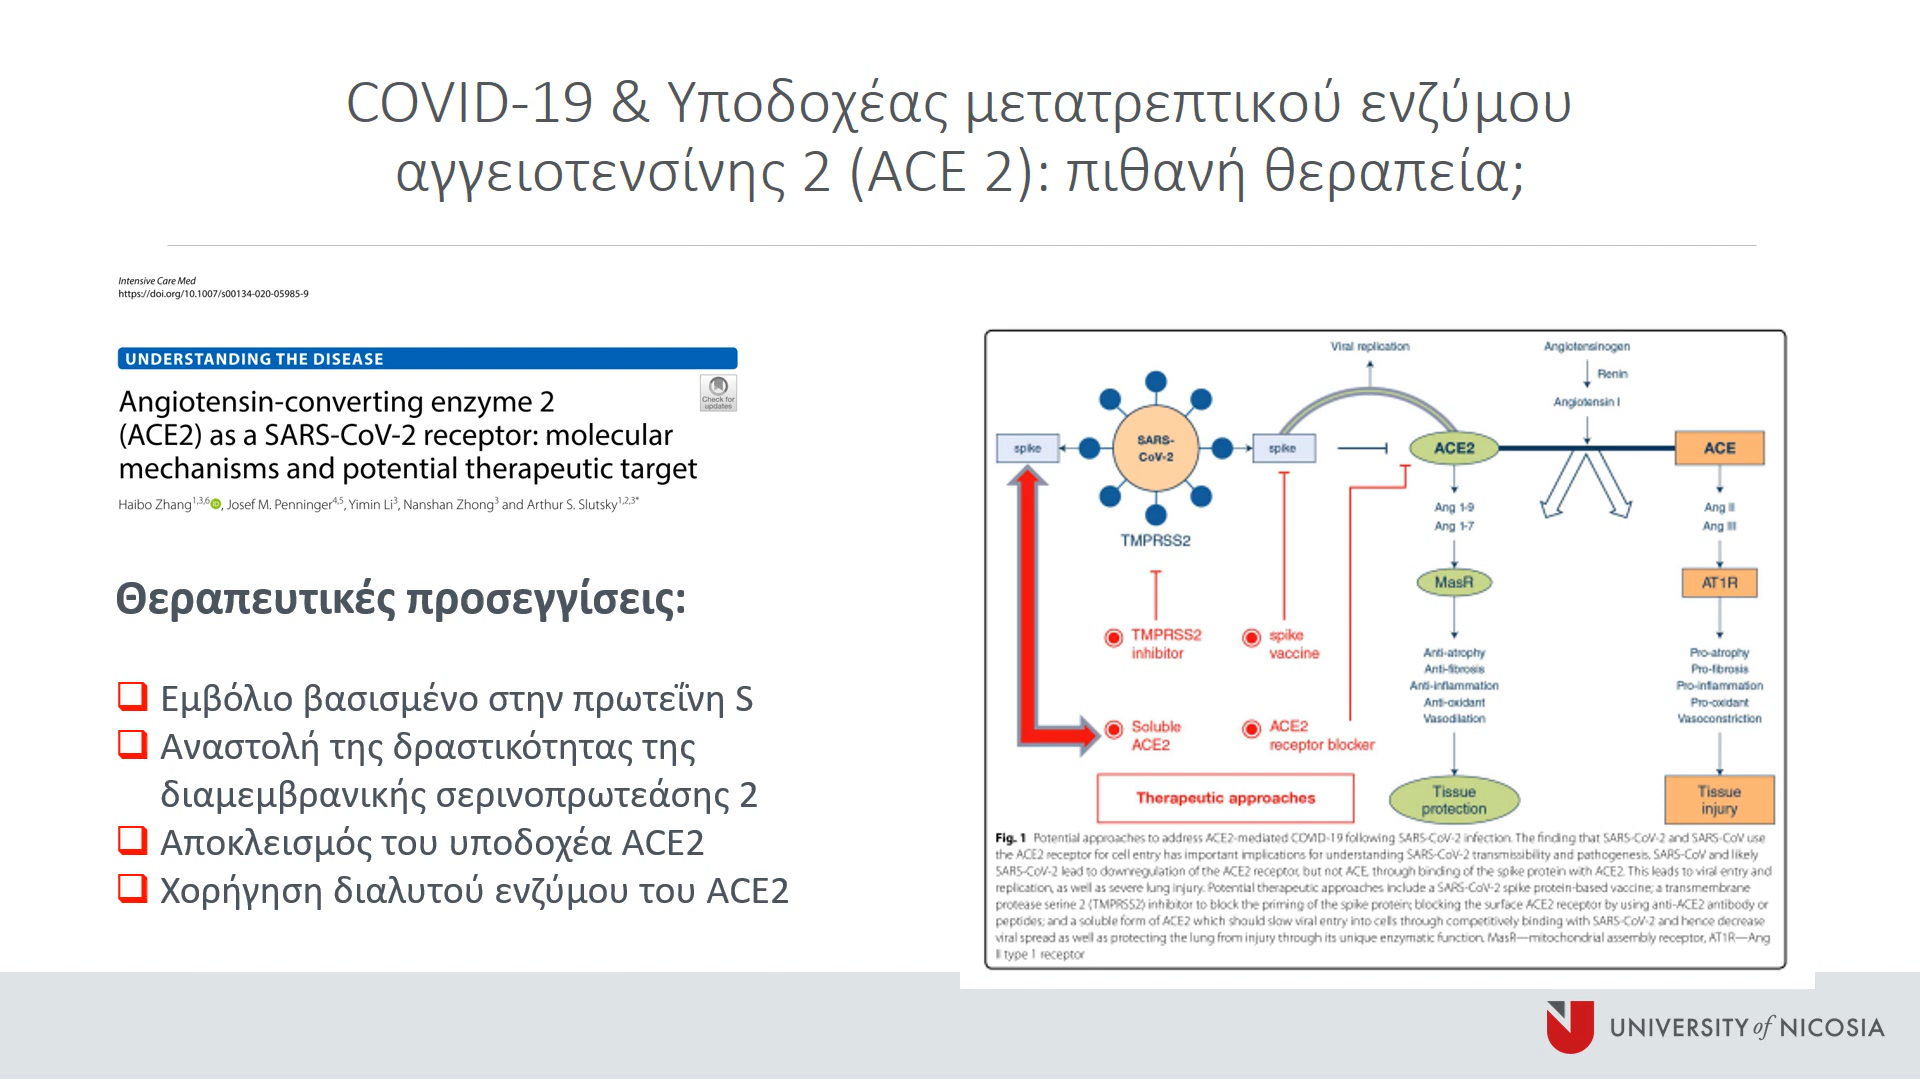 COVID-19 & Υποδοχέας μετατρεπτικού ενζύμου
αγγειοτενσίνης 2 (ACE 2): πιθανή θεραπεία;
Intensive Care Med
https://doi.org/10.1007/s00134-020-05985-9
UNDERSTANDING THE DISEASE
Check for
updates
Angiotensin-converting enzyme 2
(ACE2) as a SARS-CoV-2 receptor: molecular
mechanisms and potential therapeutic target
Haibo Zhang1,3,6, Josef M. Penninger4,5, Yimin Li3, Nanshan Zhong3 and Arthur S. Slutsky1,2,3*
Θεραπευτικές προσεγγίσεις:
Εμβόλιο βασισμένο στην πρωτεΐνη S
Αναστολή της δραστικότητας της
διαμεμβρανικής σερινοπρωτεάσης 2
Αποκλεισμός του υποδοχέα ACE2
Χορήγηση διαλυτού ενζύμου του ACE2
Viral replication
Angiotensinogen
Renin
Angiotensin I
spike
SARS-
CoV-2
spike
ACE2
ACE
TMPRSS2
Ang 1-9
Ang 1-7
Ang II
Ang III
MasR
AT1R
TMPRSS2
inhibitor
spike
vaccine
Anti-atrophy
Anti-fibrosis
Anti-inflammation
Anti-oxidant
Vasodilation
Pro-atrophy
Pro-fibrosis
Pro-inflammation
Pro-oxidant
Vasoconstriction
Soluble
ACE2
ACE2
receptor blocker
Therapeutic approaches
Tissue
protection
Tissue
injury
Fig. 1 Potential approaches to address ACE2-mediated COVID-19 following SARS-CoV-2 infection. The finding that SARS-CoV-2 and SARS-CoV use
the ACE2 receptor for cell entry has important implications for understanding SARS-CoV-2 transmissibility and pathogenesis. SARS-CoV and likely
SARS-CoV-2 lead to downregulation of the ACE2 receptor, but not ACE, through binding of the spike protein with ACE2. This leads to viral entry and
replication, as well as severe lung injury. Potential therapeutic approaches include a SARS-CoV-2 spike protein-based vaccine; a transmembrane
protease serine 2 (TMPRSS2) inhibitor to block the priming of the spike protein; blocking the surface ACE2 receptor by using anti-ACE2 antibody or
peptides; and a soluble form of ACE2 which should slow viral entry into cells through competitively binding with SARS-CoV-2 and hence decrease
viral spread as well as protecting the lung from injury through its unique enzymatic function. MasR—mitochondrial assembly receptor, AT1R—Ang
II type 1 receptor
UNIVERSITY of NICOSIA